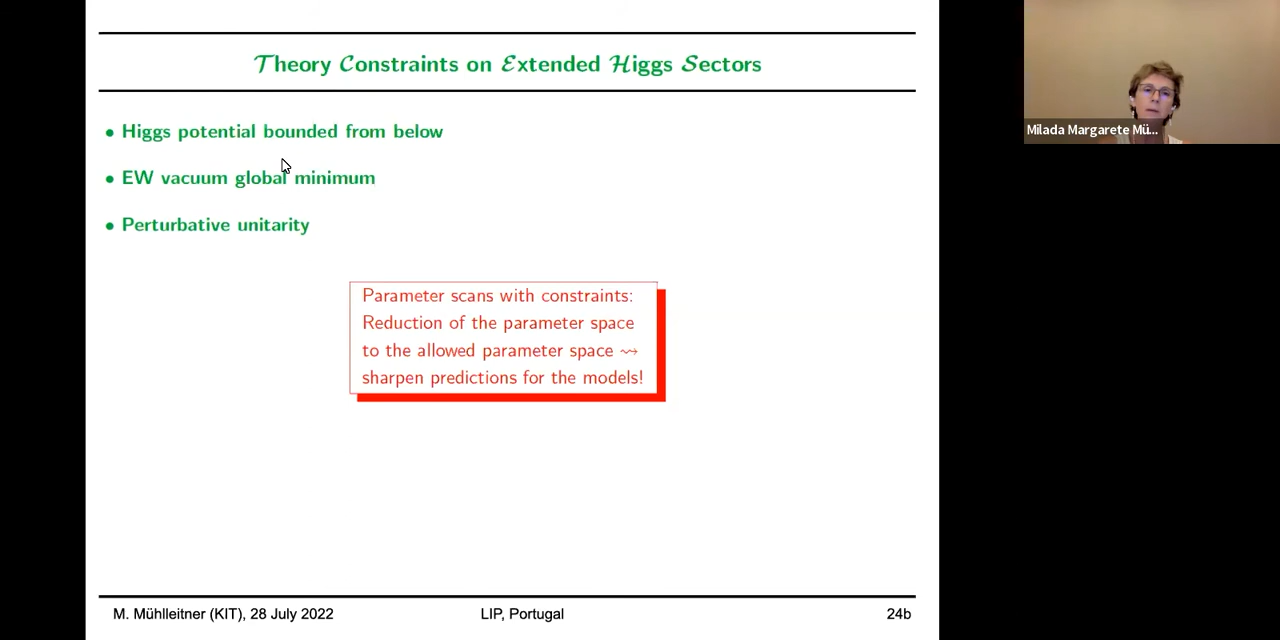 Theory Constraints on Extended Higgs Sectors
• Higgs potential bounded from below
• EW vacuum global minimum
• Perturbative unitarity
Parameter scans with constraints:
Reduction of the parameter space
to the allowed parameter space ⇝
sharpen predictions for the models!
M. Mühlleitner (KIT), 28 July 2022
LIP, Portugal
24b
Milada Margarete Mü...